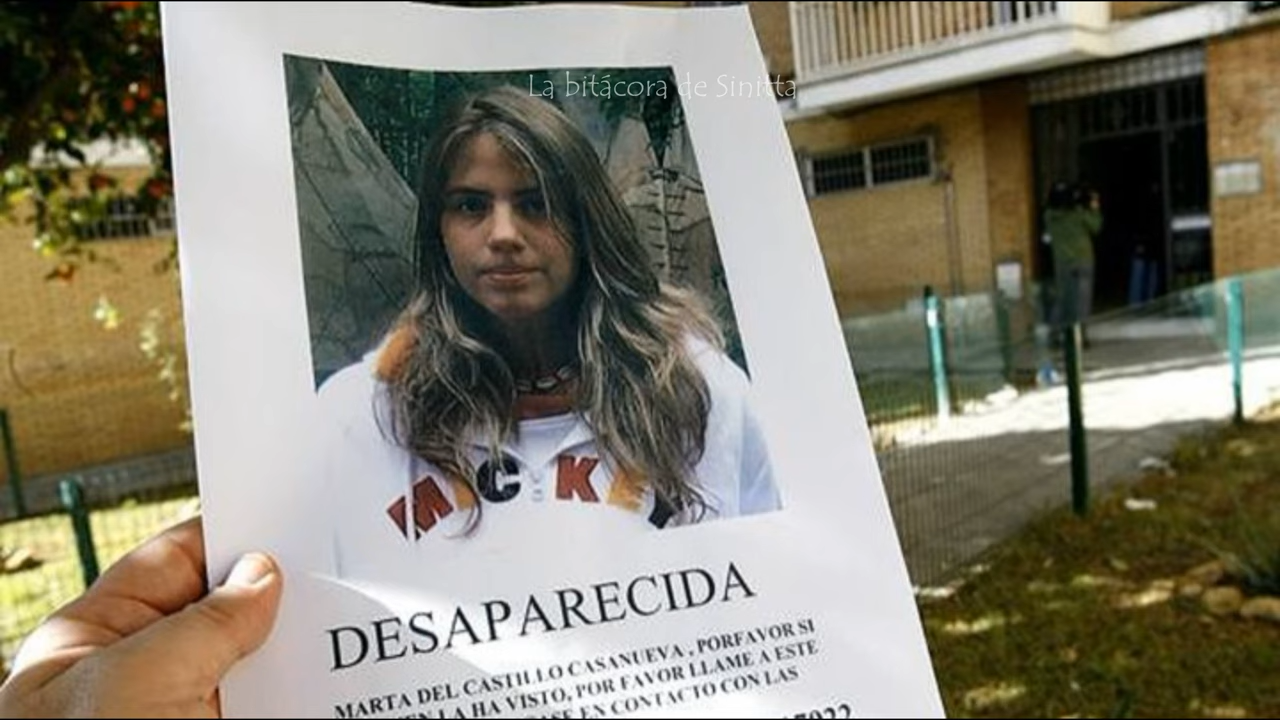 La bitácora de Sinitta
MICKEY
DESAPARECIDA
MARTA DEL CASTILLO CASANUEVA , PORFAVOR SI
LA HA VISTO, POR FAVOR LLAME A ESTE
EN CONTACTO CON LAS